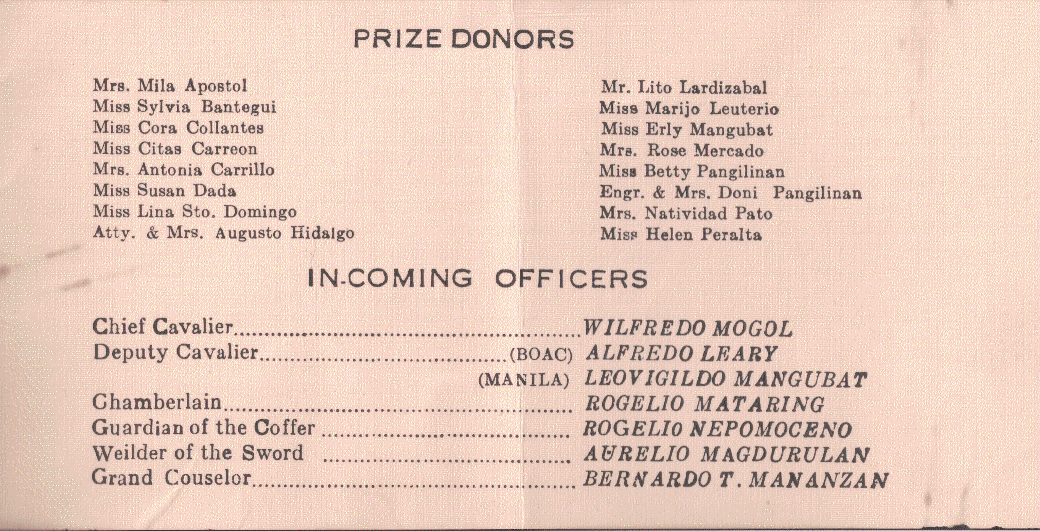 PRIZE DONORS
Mrs. Mila Apostol
Miss Sylvia Bantegui
Miss Cora Collantes
Miss Citas Carreon
Mrs. Antonia Carrillo
Miss Susan Dada
Miss Lina Sto. Domingo
Atty. & Mrs. Augusto Hidalgo
Mr. Lito Lardizabal
Miss Marijo Leuterio
Miss Erly Mangubat
Mrs. Rose Mercado
Miss Betty Pangilinan
Engr. & Mrs. Doni Pangilinan
Mrs. Natividad Pato
Miss Helen Peralta
IN-COMING OFFICERS
Chief Cavalier........................................................WILFREDO MOGOL
Deputy Cavalier........................................(BOAC) ALFREDO LEARY
(MANILA) LEOVIGILDO MANGUBAT
Chamberlain........................................................ ROGELIO MATARING
Guardian of the Coffer ........................................ ROGELIO NEPOMOCENO
Weilder of the Sword ........................................ AURELIO MAGDURULAN
Grand Couselor.................................................... BERNARDO T. MANANZAN